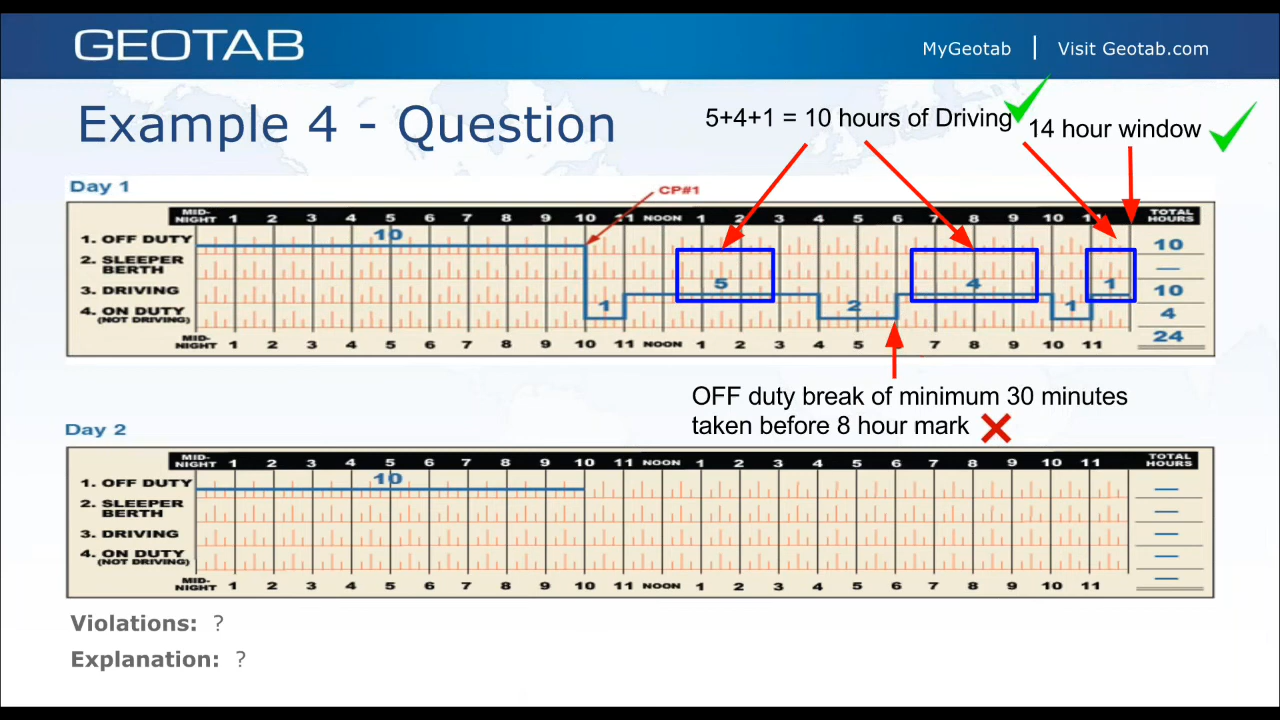 GEOTAB
MyGeotab | Visit Geotab.com
Example 4 - Question
5+4+1 = 10 hours of Driving
14 hour window
Day 1
CP#1
MID-NIGHT 1 2 3 4 5 6 7 8 9 10 11 NOON 1 2 3 4 5 6 7 8 9 10 11 TOTAL HOURS
1. OFF DUTY 10 10
2. SLEEPER BERTH —
3. DRIVING 5 4 1 10
4. ON DUTY (NOT DRIVING) 1 2 1 4
MID-NIGHT 1 2 3 4 5 6 7 8 9 10 11 NOON 1 2 3 4 5 7 8 9 10 11 24
OFF duty break of minimum 30 minutes
taken before 8 hour mark
Day 2
MID-NIGHT 1 2 3 4 5 6 7 8 9 10 11 NOON 1 2 3 4 5 6 7 8 9 10 11 TOTAL HOURS
1. OFF DUTY 10 —
2. SLEEPER BERTH —
3. DRIVING —
4. ON DUTY (NOT DRIVING) —
MID-NIGHT 1 2 3 4 5 6 7 8 9 10 11 NOON 1 2 3 4 5 6 7 8 9 10 11 —
Violations: ?
Explanation: ?